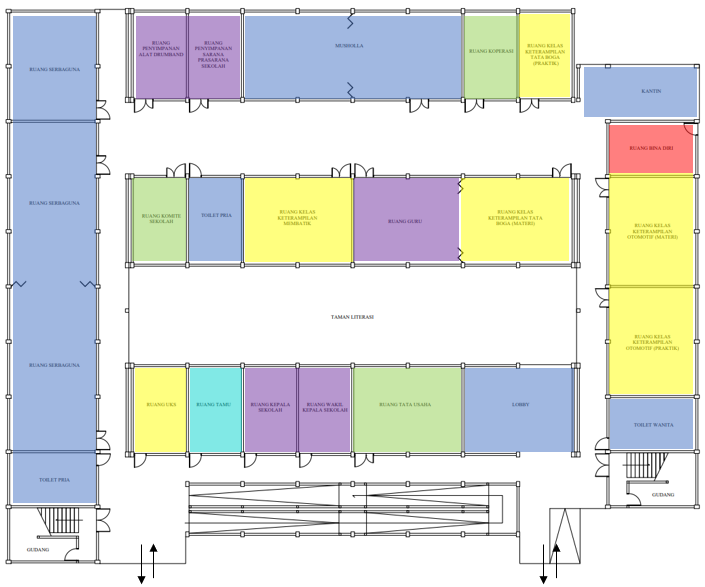 RUANG
PENYIMPANAN
ALAT DRUMBAND
RUANG
PENYIMPANAN
SARANA
PRASARANA
SEKOLAH
MUSHOLLA
RUANG KOPERASI
RUANG KELAS
KETERAMPILAN
TATA BOGA
(PRAKTIK)
RUANG SERBAGUNA
KANTIN
RUANG BINA DIRI
RUANG SERBAGUNA
RUANG KOMITE
SEKOLAH
TOILET PRIA
RUANG KELAS
KETERAMPILAN
MEMBATIK
RUANG GURU
RUANG KELAS
KETERAMPILAN TATA
BOGA (MATERI)
RUANG KELAS
KETERAMPILAN
OTOMOTIF (MATERI)
TAMAN LITERASI
RUANG KELAS
KETERAMPILAN
OTOMOTIF (PRAKTIK)
RUANG SERBAGUNA
RUANG UKS
RUANG TAMU
RUANG KEPALA
SEKOLAH
RUANG WAKIL
KEPALA SEKOLAH
RUANG TATA USAHA
LOBBY
TOILET WANITA
TOILET PRIA
GUDANG
GUDANG